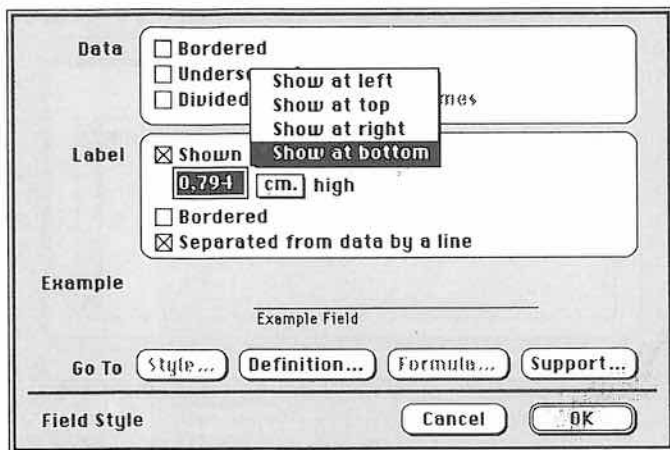 Data
Bordered
Unders
Divided mes
Show at left
Show at top
Show at right
Show at bottom
Label
Shown
0.794 cm. high
Bordered
Separated from data by a line
Example
Example Field
Go To Style... Definition... Formula... Support...
Field Style Cancel OK